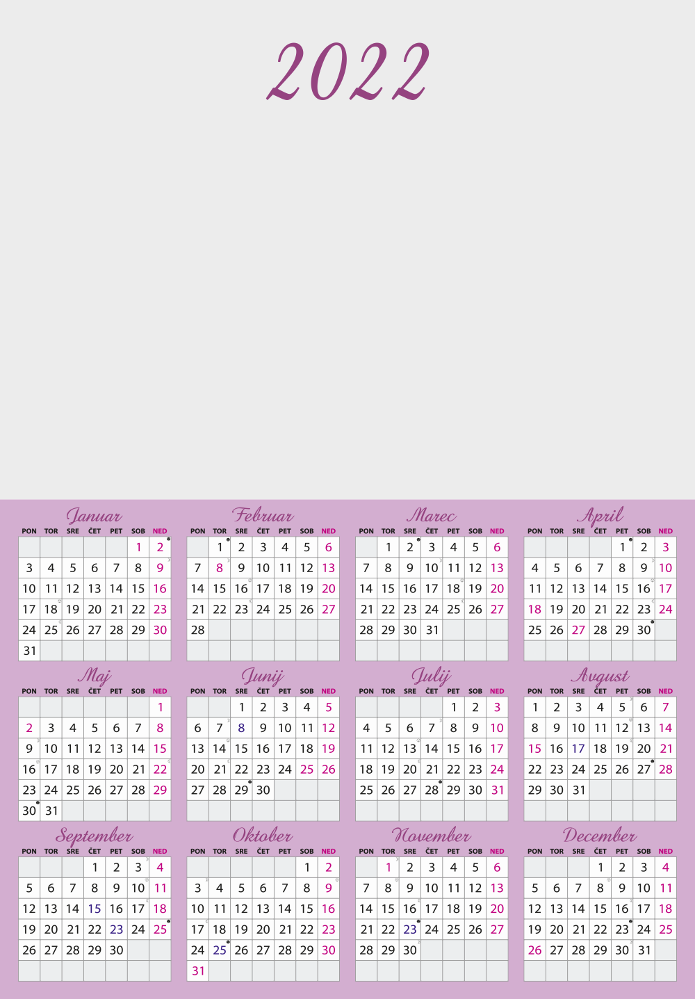 2022
Januar Februar Marec April
PON TOR SRE ČET PET SOB NED PON TOR SRE ČET PET SOB NED PON TOR SRE ČET PET SOB NED PON TOR SRE ČET PET SOB NED
1 2 1 2 3 4 5 6 1 2 3 4 5 6 1 2 3
3 4 5 6 7 8 9 7 8 9 10 11 12 13 7 8 9 10 11 12 13 4 5 6 7 8 9 10
10 11 12 13 14 15 16 14 15 16 17 18 19 20 14 15 16 17 18 19 20 11 12 13 14 15 16 17
17 18 19 20 21 22 23 21 22 23 24 25 26 27 21 22 23 24 25 26 27 18 19 20 21 22 23 24
24 25 26 27 28 29 30 28 28 29 30 31 25 26 27 28 29 30
31
Maj Junij Julij Avgust
PON TOR SRE ČET PET SOB NED PON TOR SRE ČET PET SOB NED PON TOR SRE ČET PET SOB NED PON TOR SRE ČET PET SOB NED
1 1 2 3 4 5 1 2 3 1 2 3 4 5 6 7
2 3 4 5 6 7 8 6 7 8 9 10 11 12 4 5 6 7 8 9 10 8 9 10 11 12 13 14
9 10 11 12 13 14 15 13 14 15 16 17 18 19 11 12 13 14 15 16 17 15 16 17 18 19 20 21
16 17 18 19 20 21 22 20 21 22 23 24 25 26 18 19 20 21 22 23 24 22 23 24 25 26 27 28
23 24 25 26 27 28 29 27 28 29 30 25 26 27 28 29 30 31 29 30 31
30 31
September Oktober November December
PON TOR SRE ČET PET SOB NED PON TOR SRE ČET PET SOB NED PON TOR SRE ČET PET SOB NED PON TOR SRE ČET PET SOB NED
1 2 3 4 1 2 1 2 3 4 5 6 1 2 3 4
5 6 7 8 9 10 11 3 4 5 6 7 8 9 7 8 9 10 11 12 13 5 6 7 8 9 10 11
12 13 14 15 16 17 18 10 11 12 13 14 15 16 14 15 16 17 18 19 20 12 13 14 15 16 17 18
19 20 21 22 23 24 25 17 18 19 20 21 22 23 21 22 23 24 25 26 27 19 20 21 22 23 24 25
26 27 28 29 30 24 25 26 27 28 29 30 28 29 30 26 27 28 29 30 31
31